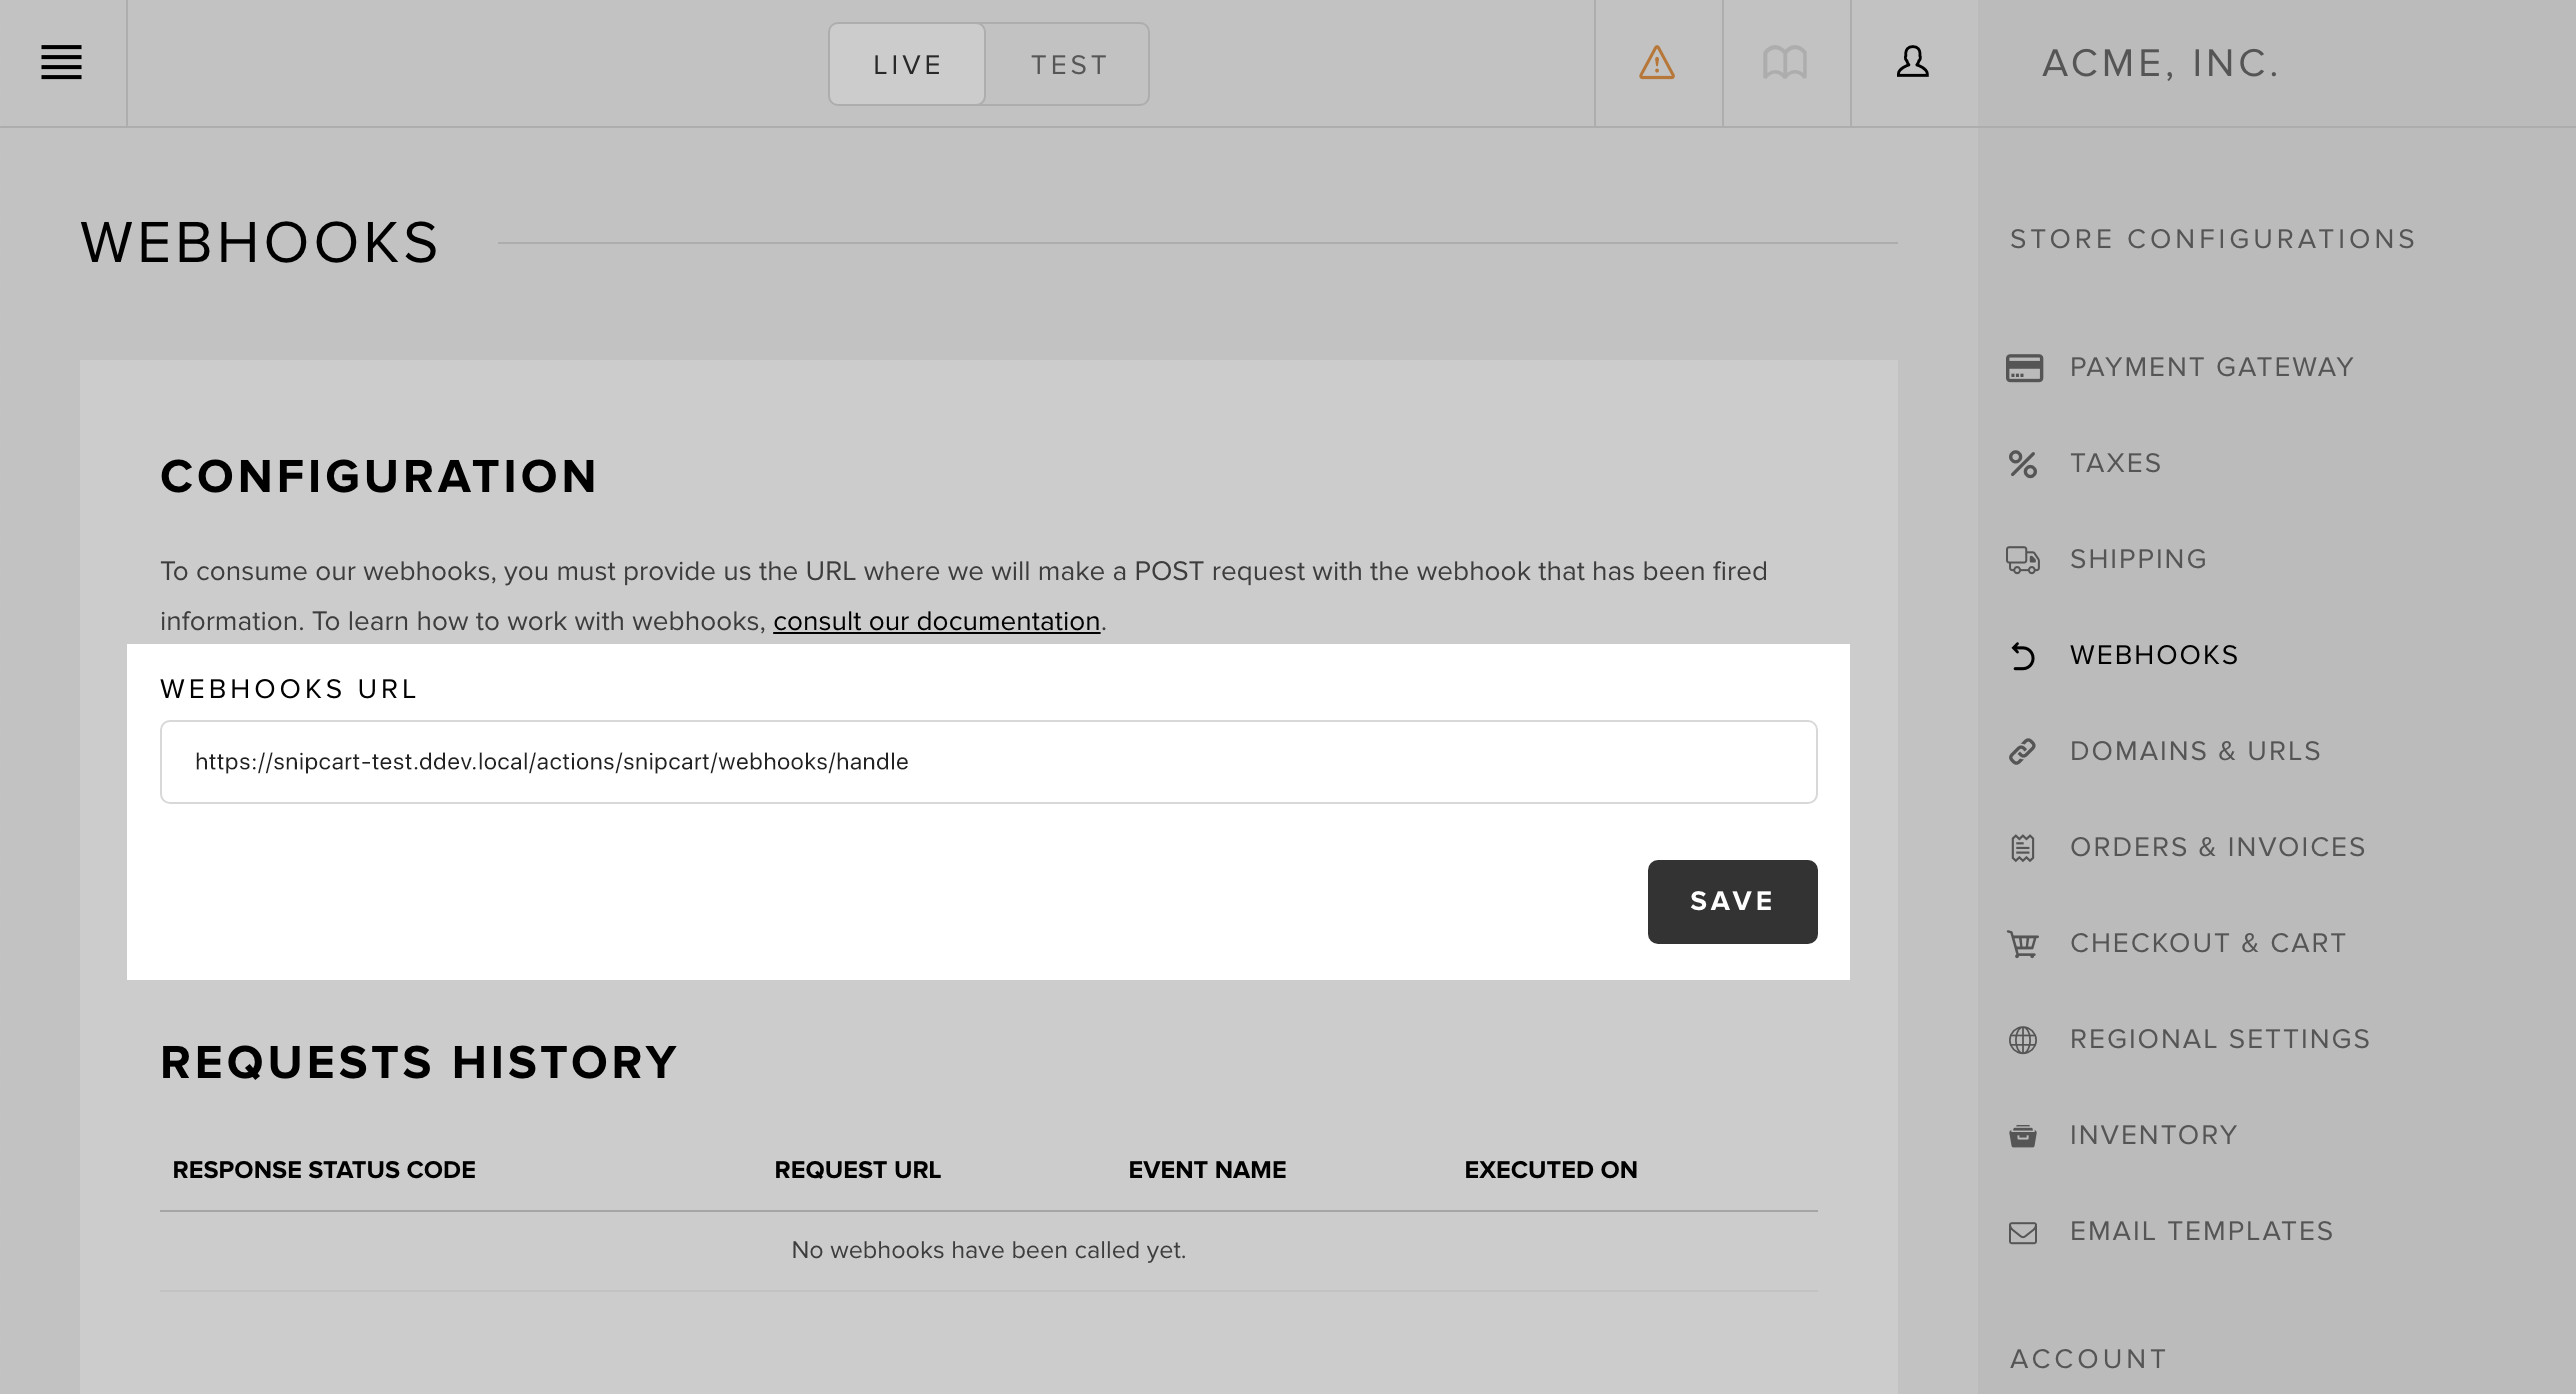 LIVE
TEST
ACME, INC.
WEBHOOKS
CONFIGURATION
To consume our webhooks, you must provide us the URL where we will make a POST request with the webhook that has been fired
information. To learn how to work with webhooks, consult our documentation.
WEBHOOKS URL
https://snipcart-test.ddev.local/actions/snipcart/webhooks/handle
SAVE
REQUESTS HISTORY
RESPONSE STATUS CODE
REQUEST URL
EVENT NAME
EXECUTED ON
No webhooks have been called yet.
STORE CONFIGURATIONS
PAYMENT GATEWAY
TAXES
SHIPPING
WEBHOOKS
DOMAINS & URLS
ORDERS & INVOICES
CHECKOUT & CART
REGIONAL SETTINGS
INVENTORY
EMAIL TEMPLATES
ACCOUNT